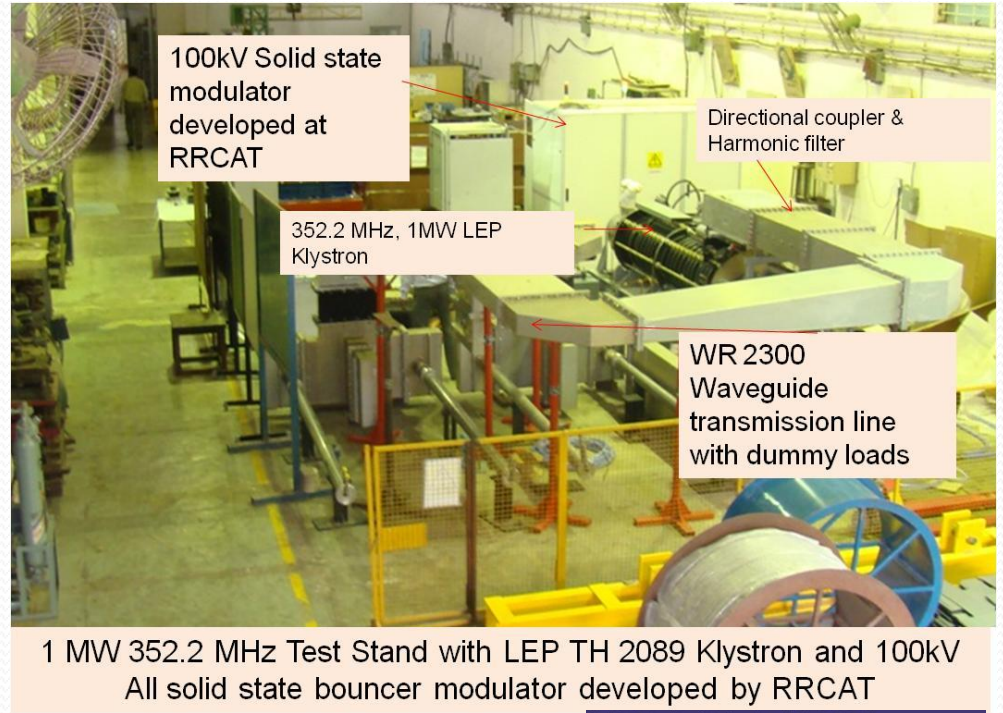 100kV Solid state
modulator
developed at
RRCAT
Directional coupler &
Harmonic filter
352.2 MHz, 1MW LEP
Klystron
WR 2300
Waveguide
transmission line
with dummy loads
1 MW 352.2 MHz Test Stand with LEP TH 2089 Klystron and 100kV
All solid state bouncer modulator developed by RRCAT